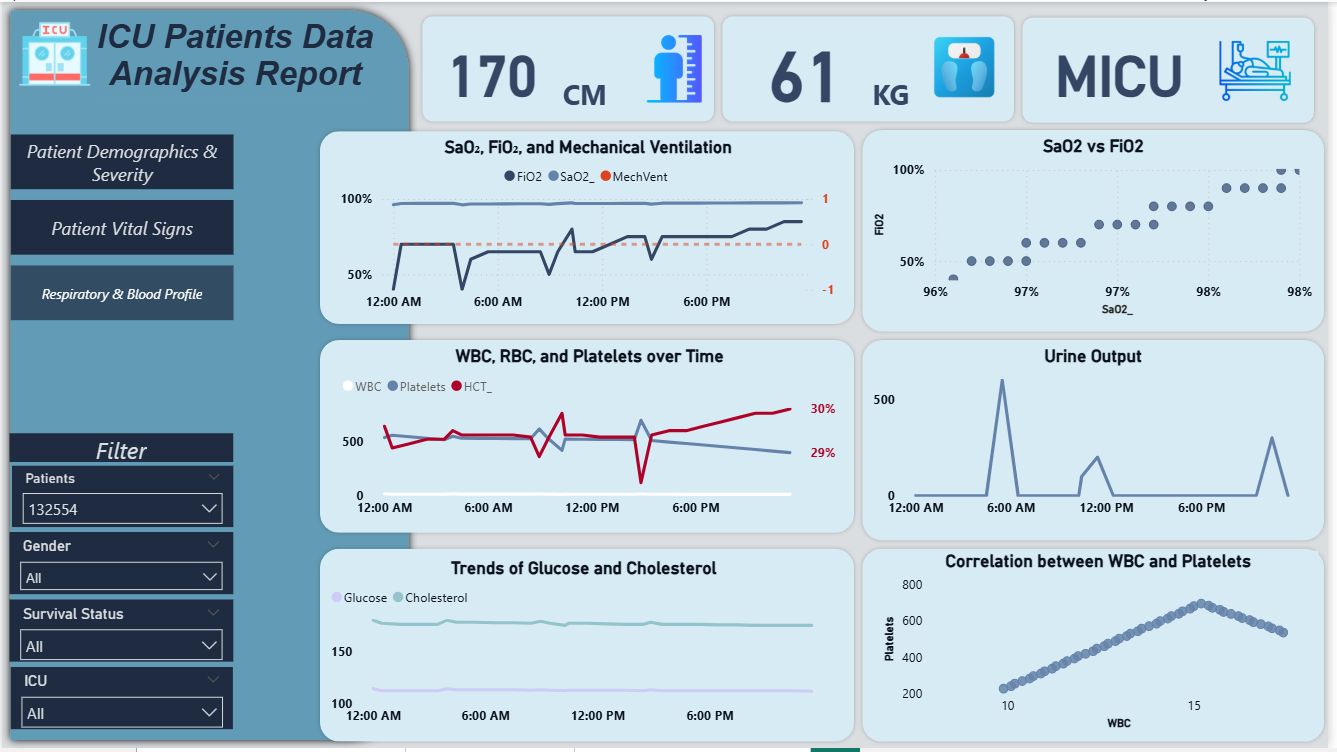 ICU
ICU Patients Data
Analysis Report
170 CM
61 KG
MICU
Patient Demographics &
Severity
Patient Vital Signs
Respiratory & Blood Profile
Filter
Patients
132554
Gender
All
Survival Status
All
ICU
All
SaO₂, FiO₂, and Mechanical Ventilation
FiO2 SaO2_ MechVent
100%
50%
1
0
-1
12:00 AM 6:00 AM 12:00 PM 6:00 PM
SaO2 vs FiO2
FiO2
100%
50%
96% 97% 97% 98% 98%
SaO2_
WBC, RBC, and Platelets over Time
WBC Platelets HCT_
500
0
30%
29%
12:00 AM 6:00 AM 12:00 PM 6:00 PM
Urine Output
500
0
12:00 AM 6:00 AM 12:00 PM 6:00 PM
Trends of Glucose and Cholesterol
Glucose Cholesterol
150
100
12:00 AM 6:00 AM 12:00 PM 6:00 PM
Correlation between WBC and Platelets
Platelets
800
600
400
200
10 15
WBC